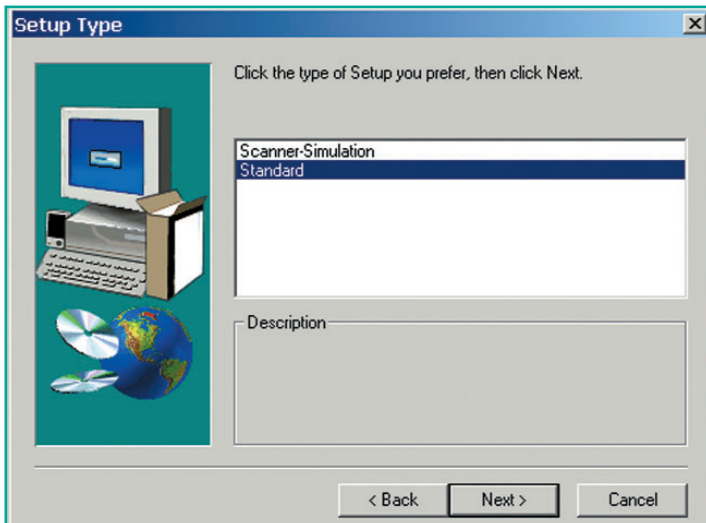 Setup Type
Click the type of Setup you prefer, then click Next.
Scanner-Simulation
Standard
Description
< Back
Next >
Cancel